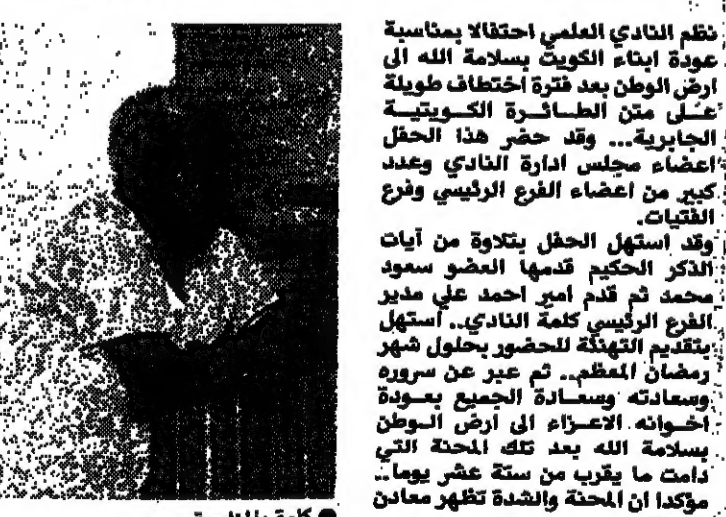 نظم النادي العلمي احتفالا بمناسبة
عودة ابناء الكويت بسلامة الله الى
ارض الوطن بعد فترة اختطاف طويلة
على متن الطائرة الكويتية
الجابرية... وقد حضر هذا الحفل
اعضاء مجلس ادارة النادي وعدد
كبير من اعضاء الفرع الرئيسي وفرع
الفتيات.
وقد استهل الحفل بتلاوة من آيات
الذكر الحكيم قدمها العضو سعود
محمد ثم قدم امير احمد علي مدير
الفرع الرئيسي كلمة النادي.. استهل
بتقديم التهنئة للحضور بحلول شهر
رمضان المعظم.. ثم عبر عن سروره
وسعادته وسعادة الجميع بعودة
اخوانه الاعزاء الى ارض الوطن
بسلامة الله بعد تلك المحنة التي
دامت ما يقرب من ستة عشر يوما..
مؤكدا ان المحنة والشدة تظهر معادن